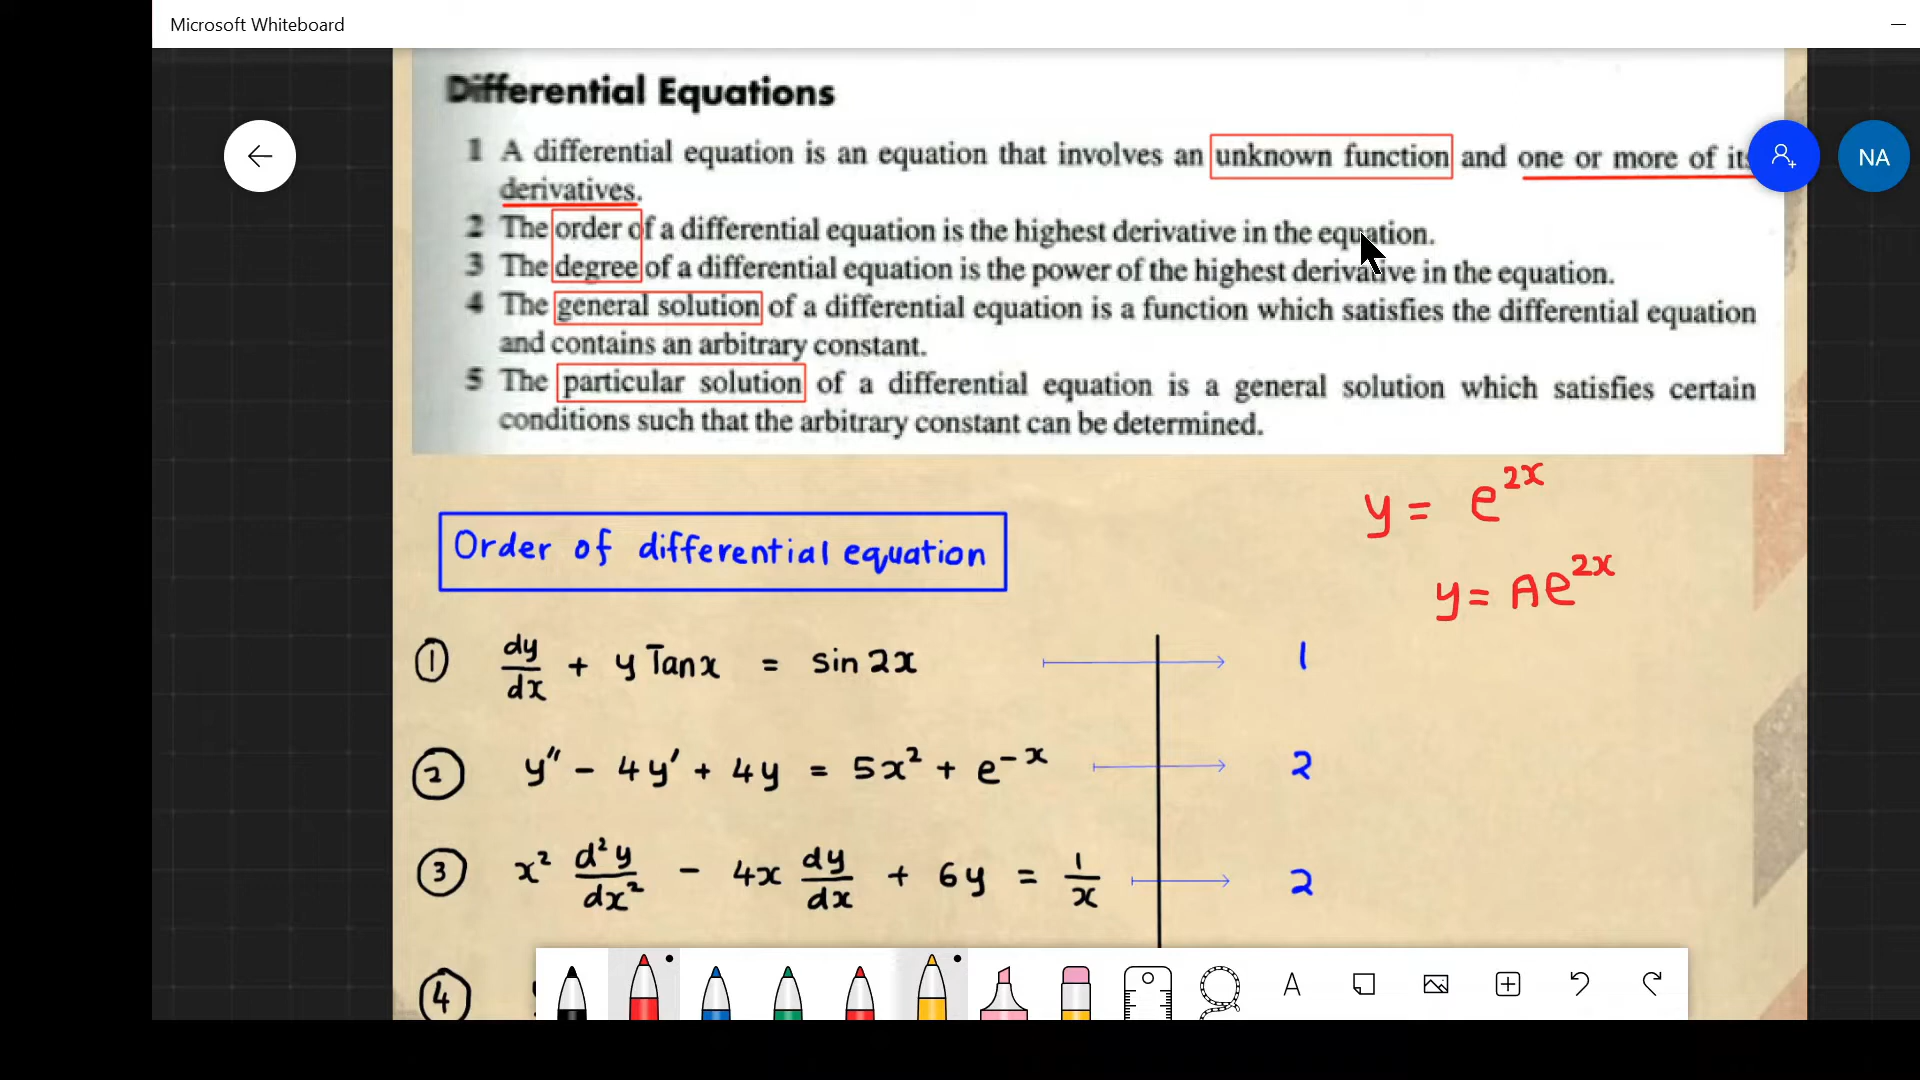 Microsoft Whiteboard
Differential Equations
1 A differential equation is an equation that involves an unknown function and one or more of its
derivatives.
2 The order of a differential equation is the highest derivative in the equation.
3 The degree of a differential equation is the power of the highest derivative in the equation.
4 The general solution of a differential equation is a function which satisfies the differential equation
and contains an arbitrary constant.
5 The particular solution of a differential equation is a general solution which satisfies certain
conditions such that the arbitrary constant can be determined.
NA
y = e^{2x}
y = Ae^{2x}
Order of differential equation
① dy/dx + y Tan x = sin 2x → 1
② y″ - 4y′ + 4y = 5x² + e^{-x} → 2
③ x² d²y/dx² - 4x dy/dx + 6y = 1/x → 2
④
A